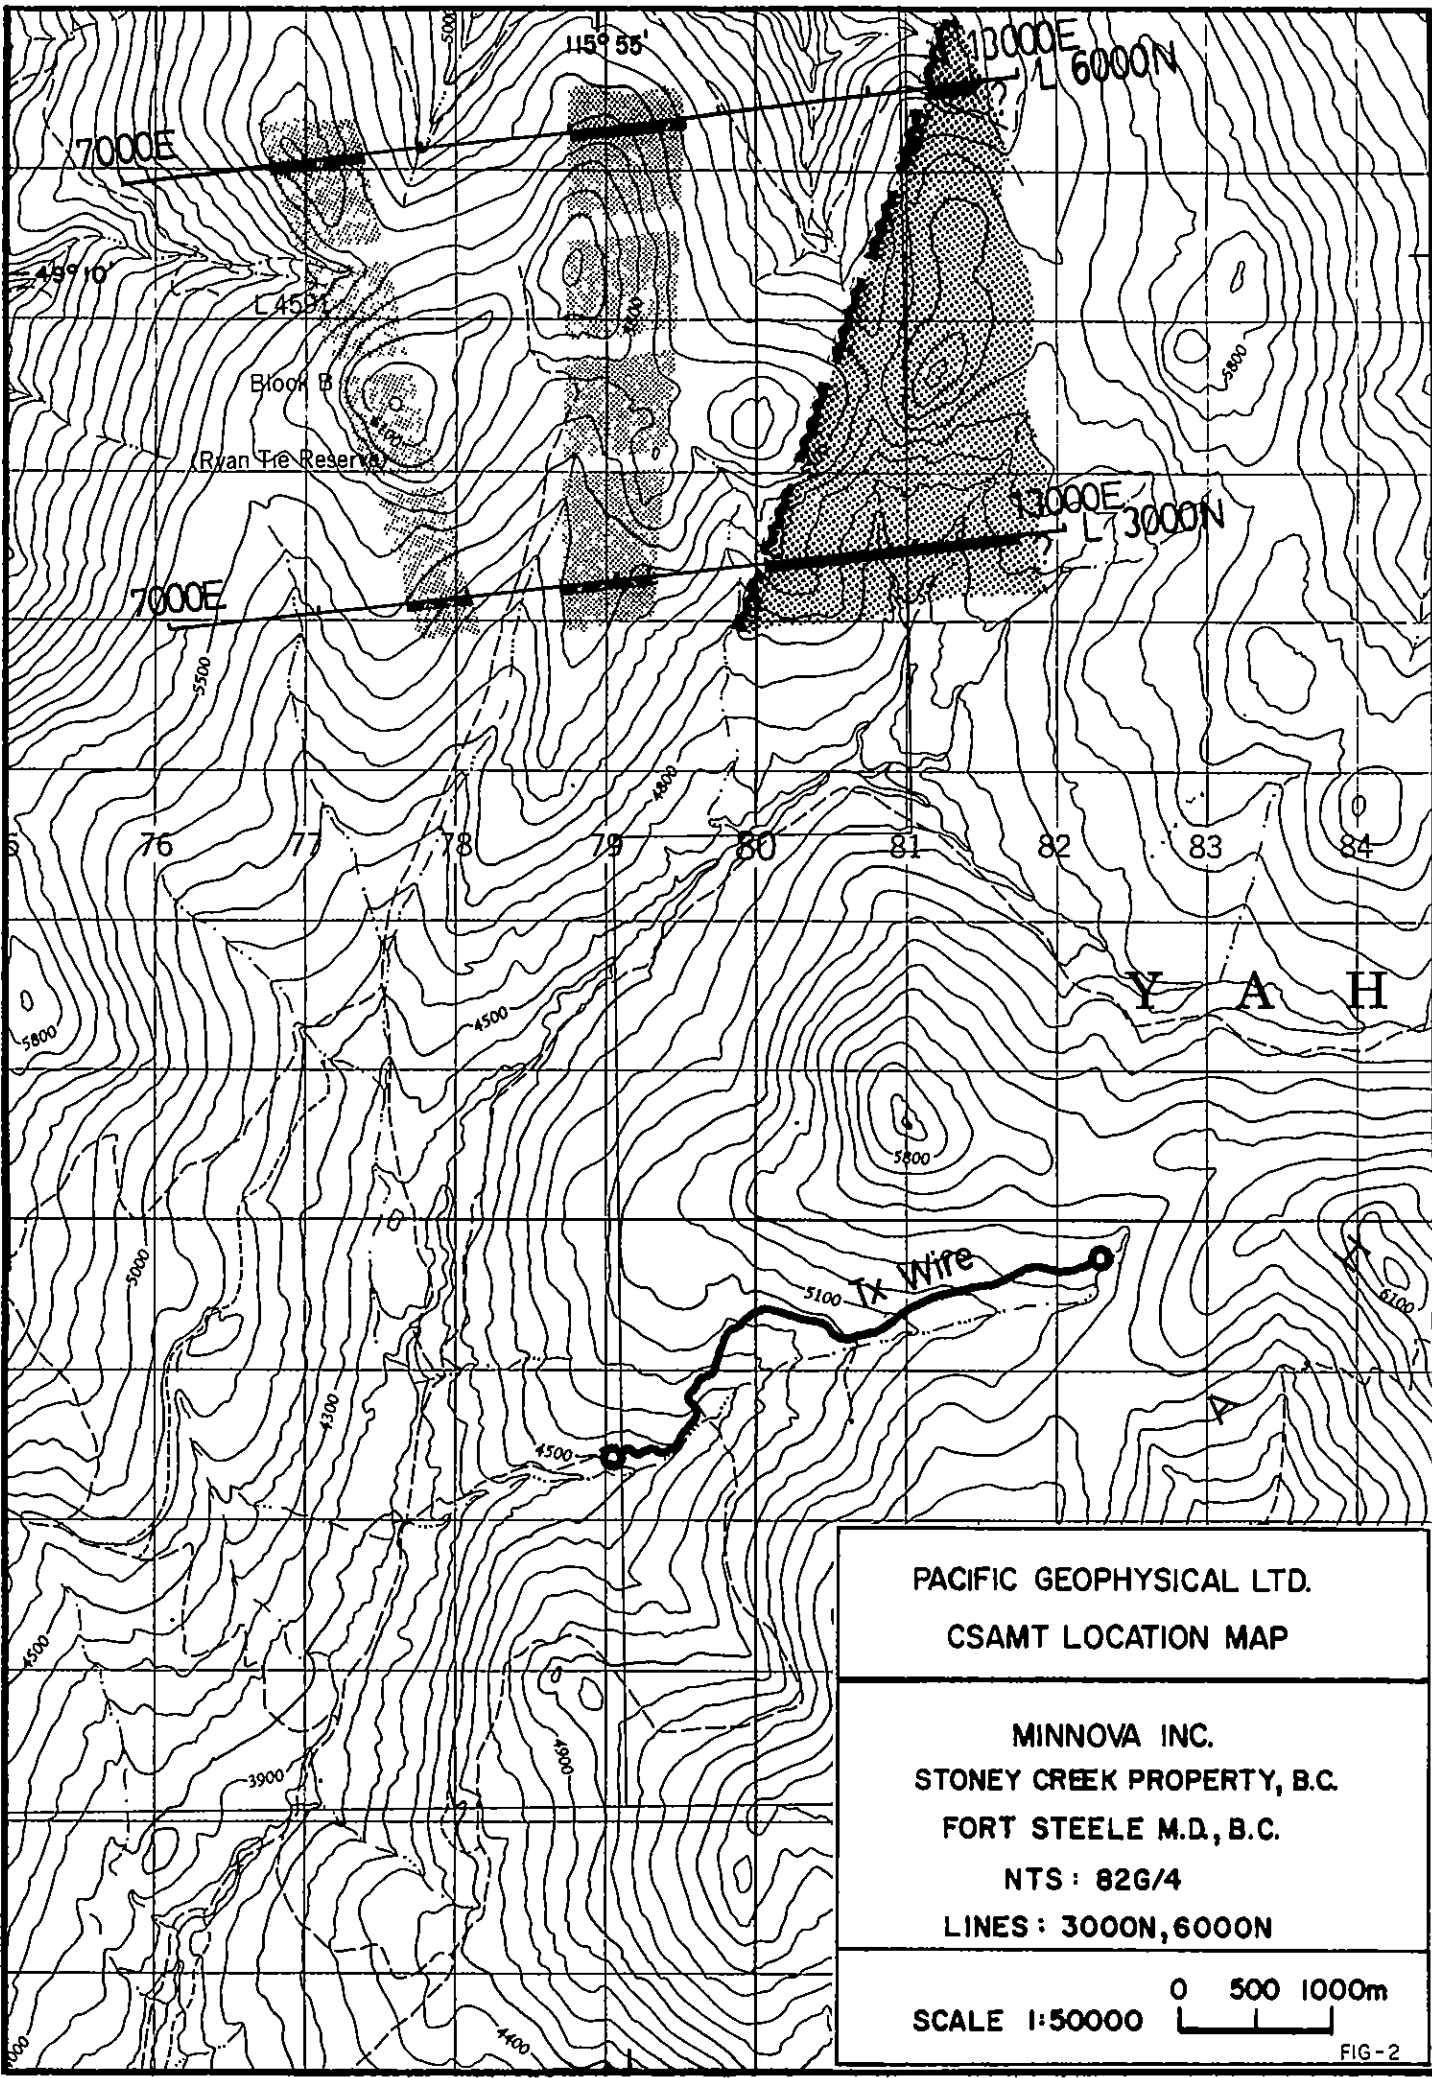 115° 55'
13000E
L 6000N
7000E
49° 10'
L 4591
Block B
(Ryan Tie Reserve)
5800
13000E
L 3000N
7000E
5500
4800
76
77
78
79
80
81
82
83
84
Y A H
4500
5800
5800
5000
Tx Wire
5100
6100
H
A
4300
4500
4500
3900
4900
4400
PACIFIC GEOPHYSICAL LTD.
CSAMT LOCATION MAP
MINNOVA INC.
STONEY CREEK PROPERTY, B.C.
FORT STEELE M.D., B.C.
NTS : 82G/4
LINES : 3000N, 6000N
0 500 1000m
SCALE 1:50000
FIG-2